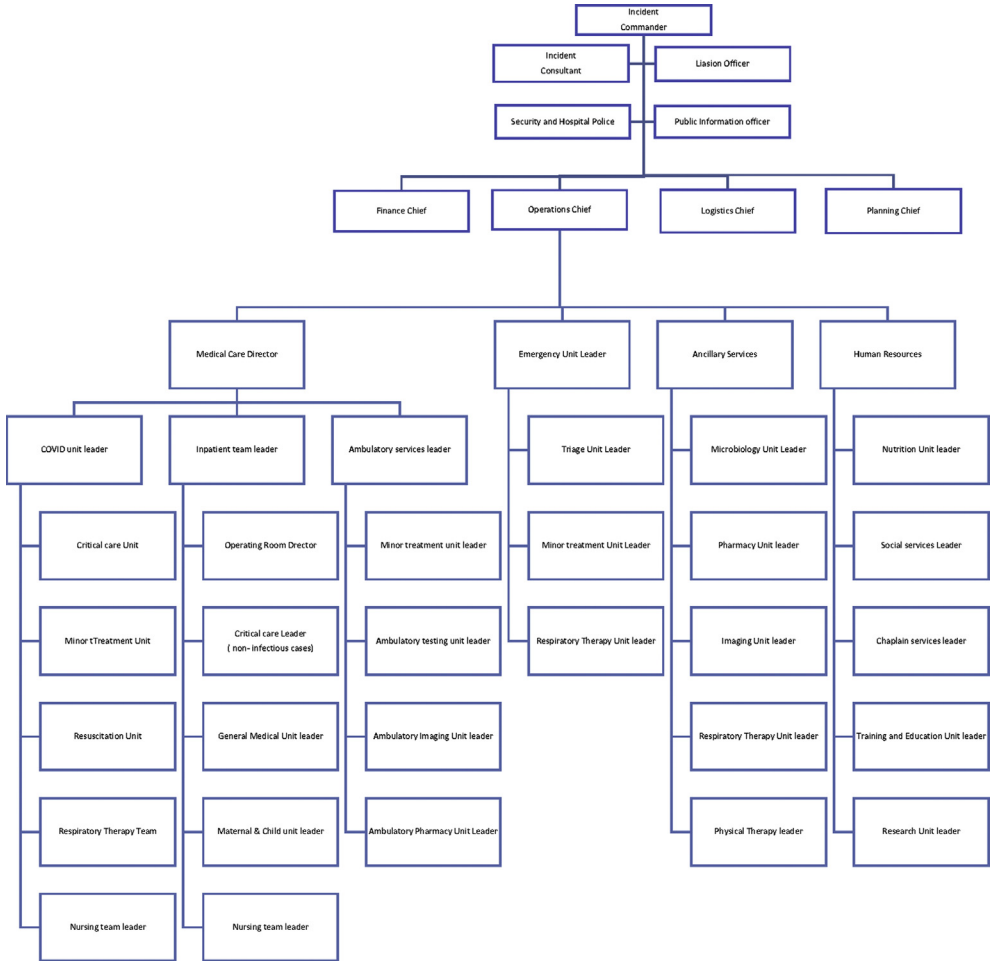 Incident
Commander
Incident
Consultant
Liasion Officer
Security and Hospital Police
Public Information officer
Finance Chief
Operations Chief
Logistics Chief
Planning Chief
Medical Care Director
Emergency Unit Leader
Ancillary Services
Human Resources
COVID unit leader
Inpatient team leader
Ambulatory services leader
Triage Unit Leader
Microbiology Unit Leader
Nutrition Unit leader
Critical care Unit
Operating Room Drector
Minor treatment unit leader
Minor treatment Unit Leader
Pharmacy Unit leader
Social services Leader
Minor tTreatment Unit
Critical care Leader
( non- infectious cases)
Ambulatory testing unit leader
Respiratory Therapy Unit leader
Imaging Unit leader
Chaplain services leader
Resuscitation Unit
General Medical Unit leader
Ambulatory Imaging Unit leader
Respiratory Therapy Unit leader
Training and Education Unit leader
Respiratory Therapy Team
Maternal & Child unit leader
Ambulatory Pharmacy Unit Leader
Physical Therapy leader
Research Unit leader
Nursing team leader
Nursing team leader